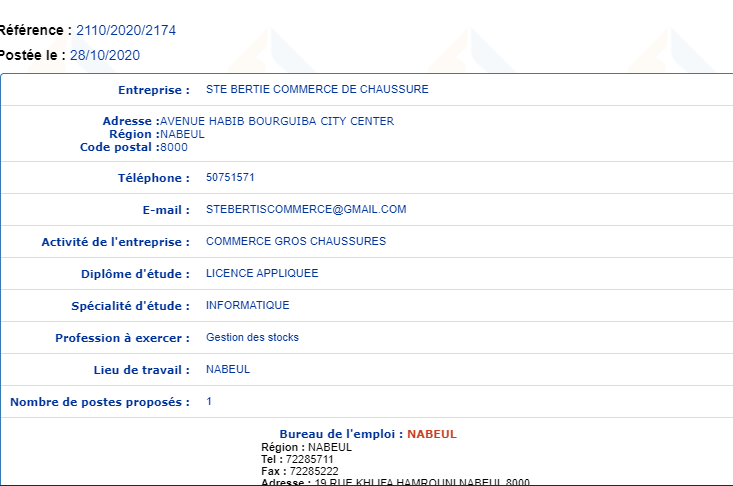 Référence : 2110/2020/2174
Postée le : 28/10/2020
Entreprise : STE BERTIE COMMERCE DE CHAUSSURE
Adresse :AVENUE HABIB BOURGUIBA CITY CENTER
Région :NABEUL
Code postal :8000
Téléphone : 50751571
E-mail : STEBERTISCOMMERCE@GMAIL.COM
Activité de l'entreprise : COMMERCE GROS CHAUSSURES
Diplôme d'étude : LICENCE APPLIQUEE
Spécialité d'étude : INFORMATIQUE
Profession à exercer : Gestion des stocks
Lieu de travail : NABEUL
Nombre de postes proposés : 1
Bureau de l'emploi : NABEUL
Région : NABEUL
Tel : 72285711
Fax : 72285222
Adresse : 19 RUE KHLIFA HAMROUNI NABEUL 8000